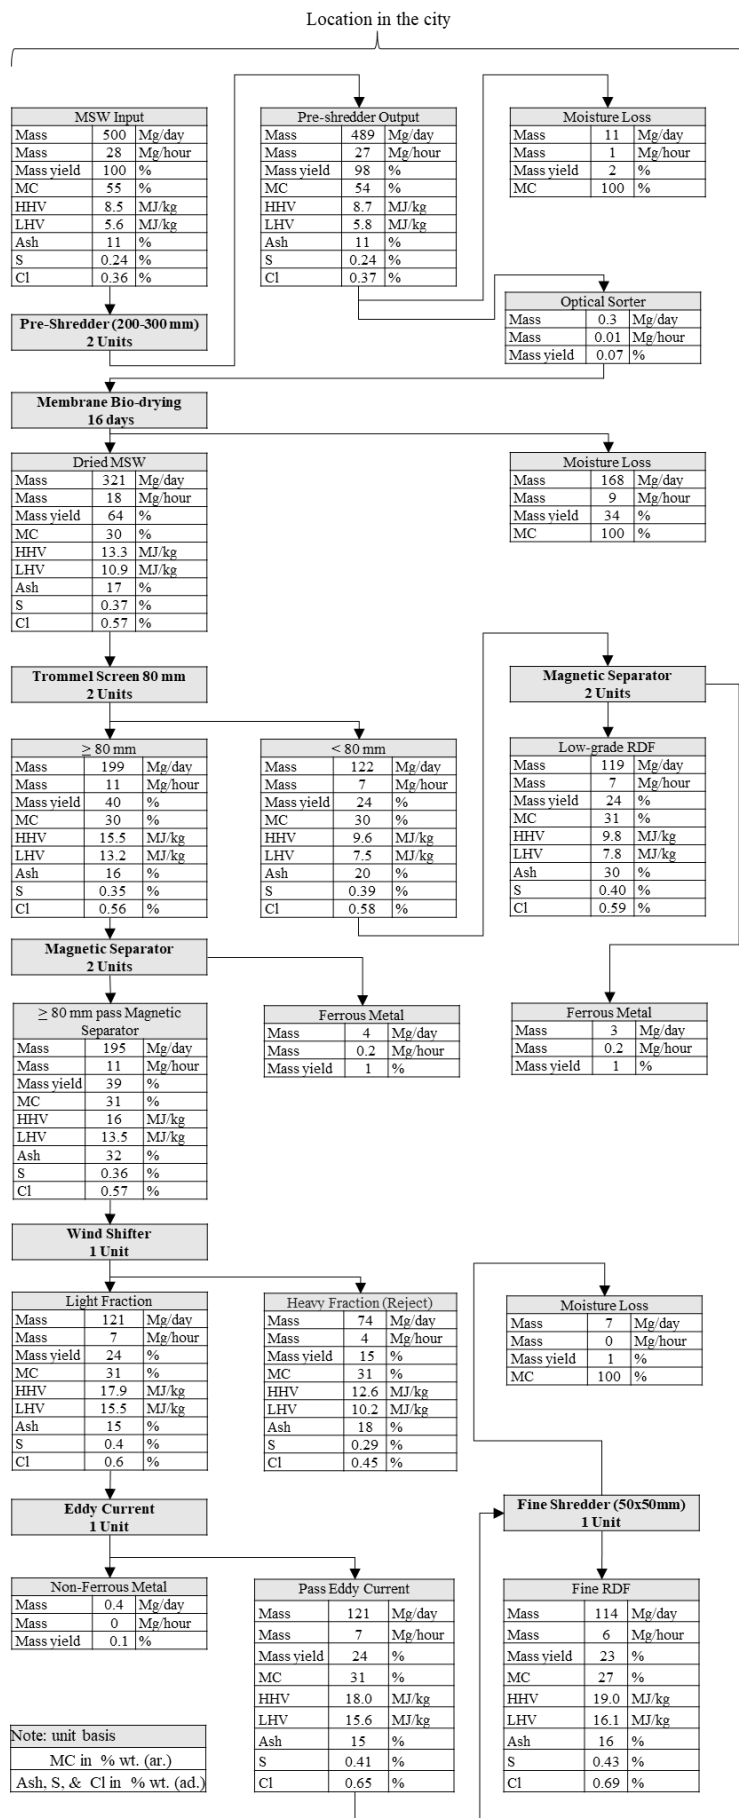 Location in the city
MSW Input
Mass 500 Mg/day
Mass 28 Mg/hour
Mass yield 100 %
MC 55 %
HHV 8.5 MJ/kg
LHV 5.6 MJ/kg
Ash 11 %
S 0.24 %
Cl 0.36 %
Pre-shredder Output
Mass 489 Mg/day
Mass 27 Mg/hour
Mass yield 98 %
MC 54 %
HHV 8.7 MJ/kg
LHV 5.8 MJ/kg
Ash 11 %
S 0.24 %
Cl 0.37 %
Moisture Loss
Mass 11 Mg/day
Mass 1 Mg/hour
Mass yield 2 %
MC 100 %
Pre-Shredder (200-300 mm)
2 Units
Optical Sorter
Mass 0.3 Mg/day
Mass 0.01 Mg/hour
Mass yield 0.07 %
Membrane Bio-drying
16 days
Dried MSW
Mass 321 Mg/day
Mass 18 Mg/hour
Mass yield 64 %
MC 30 %
HHV 13.3 MJ/kg
LHV 10.9 MJ/kg
Ash 17 %
S 0.37 %
Cl 0.57 %
Moisture Loss
Mass 168 Mg/day
Mass 9 Mg/hour
Mass yield 34 %
MC 100 %
Trommel Screen 80 mm
2 Units
Magnetic Separator
2 Units
≥ 80 mm
Mass 199 Mg/day
Mass 11 Mg/hour
Mass yield 40 %
MC 30 %
HHV 15.5 MJ/kg
LHV 13.2 MJ/kg
Ash 16 %
S 0.35 %
Cl 0.56 %
< 80 mm
Mass 122 Mg/day
Mass 7 Mg/hour
Mass yield 24 %
MC 30 %
HHV 9.6 MJ/kg
LHV 7.5 MJ/kg
Ash 20 %
S 0.39 %
Cl 0.58 %
Low-grade RDF
Mass 119 Mg/day
Mass 7 Mg/hour
Mass yield 24 %
MC 31 %
HHV 9.8 MJ/kg
LHV 7.8 MJ/kg
Ash 30 %
S 0.40 %
Cl 0.59 %
Magnetic Separator
2 Units
≥ 80 mm pass Magnetic
Separator
Mass 195 Mg/day
Mass 11 Mg/hour
Mass yield 39 %
MC 31 %
HHV 16 MJ/kg
LHV 13.5 MJ/kg
Ash 32 %
S 0.36 %
Cl 0.57 %
Ferrous Metal
Mass 4 Mg/day
Mass 0.2 Mg/hour
Mass yield 1 %
Ferrous Metal
Mass 3 Mg/day
Mass 0.2 Mg/hour
Mass yield 1 %
Wind Shifter
1 Unit
Light Fraction
Mass 121 Mg/day
Mass 7 Mg/hour
Mass yield 24 %
MC 31 %
HHV 17.9 MJ/kg
LHV 15.5 MJ/kg
Ash 15 %
S 0.4 %
Cl 0.6 %
Heavy Fraction (Reject)
Mass 74 Mg/day
Mass 4 Mg/hour
Mass yield 15 %
MC 31 %
HHV 12.6 MJ/kg
LHV 10.2 MJ/kg
Ash 18 %
S 0.29 %
Cl 0.45 %
Moisture Loss
Mass 7 Mg/day
Mass 0 Mg/hour
Mass yield 1 %
MC 100 %
Eddy Current
1 Unit
Fine Shredder (50x50mm)
1 Unit
Non-Ferrous Metal
Mass 0.4 Mg/day
Mass 0 Mg/hour
Mass yield 0.1 %
Pass Eddy Current
Mass 121 Mg/day
Mass 7 Mg/hour
Mass yield 24 %
MC 31 %
HHV 18.0 MJ/kg
LHV 15.6 MJ/kg
Ash 15 %
S 0.41 %
Cl 0.65 %
Fine RDF
Mass 114 Mg/day
Mass 6 Mg/hour
Mass yield 23 %
MC 27 %
HHV 19.0 MJ/kg
LHV 16.1 MJ/kg
Ash 16 %
S 0.43 %
Cl 0.69 %
Note: unit basis
MC in % wt. (ar.)
Ash, S, & Cl in % wt. (ad.)